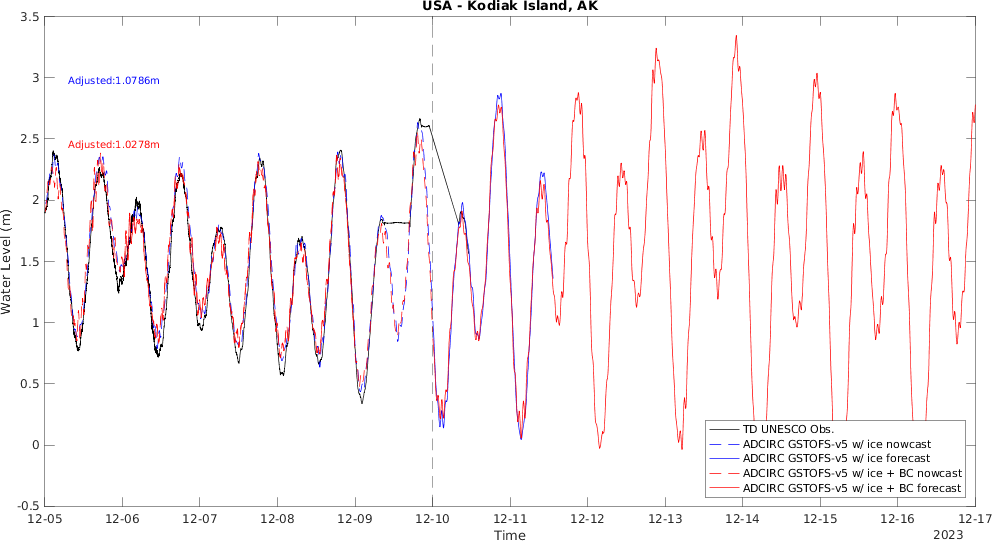 USA - Kodiak Island, AK
3.5
3
2.5
2
1.5
1
0.5
0
-0.5
Water Level (m)
Adjusted:1.0786m
Adjusted:1.0278m
TD UNESCO Obs.
ADCIRC GSTOFS-v5 w/ ice nowcast
ADCIRC GSTOFS-v5 w/ ice forecast
ADCIRC GSTOFS-v5 w/ ice + BC nowcast
ADCIRC GSTOFS-v5 w/ ice + BC forecast
12-05 12-06 12-07 12-08 12-09 12-10 12-11 12-12 12-13 12-14 12-15 12-16 12-17
Time
2023